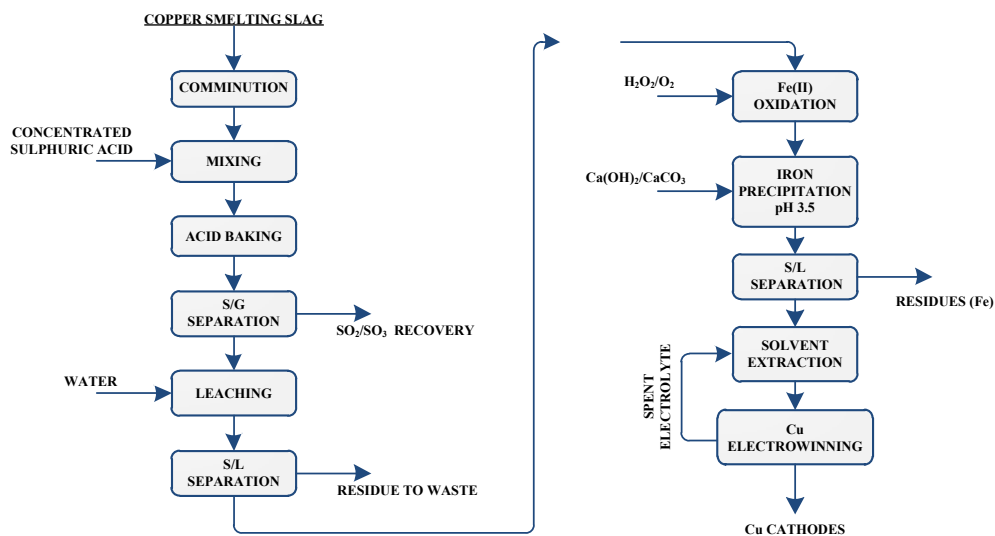 COPPER SMELTING SLAG
COMMINUTION
CONCENTRATED
SULPHURIC ACID
MIXING
ACID BAKING
S/G
SEPARATION
SO₂/SO₃ RECOVERY
WATER
LEACHING
S/L
SEPARATION
RESIDUE TO WASTE
H₂O₂/O₂
Fe(II)
OXIDATION
Ca(OH)₂/CaCO₃
IRON
PRECIPITATION
pH 3.5
S/L
SEPARATION
RESIDUES (Fe)
SOLVENT
EXTRACTION
SPENT
ELECTROLYTE
Cu
ELECTROWINNING
Cu CATHODES